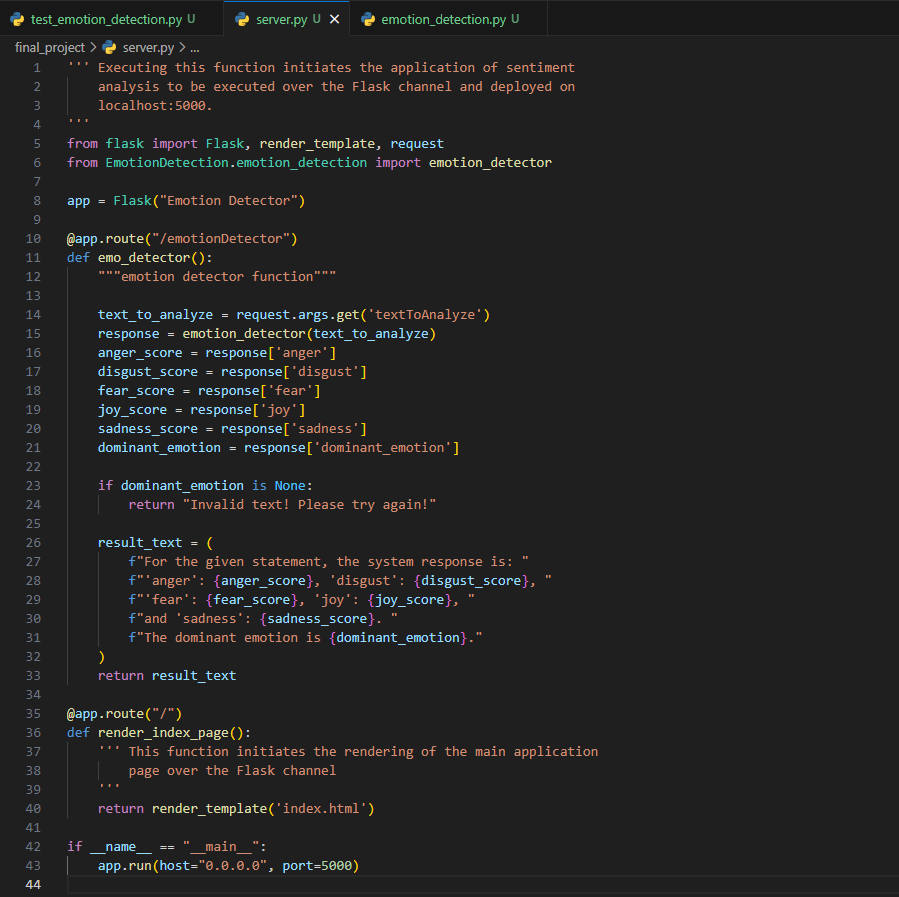 test_emotion_detection.py U server.py U × emotion_detection.py U
final_project > server.py > ...
1 ''' Executing this function initiates the application of sentiment
2 analysis to be executed over the Flask channel and deployed on
3 localhost:5000.
4 '''
5 from flask import Flask, render_template, request
6 from EmotionDetection.emotion_detection import emotion_detector
7
8 app = Flask("Emotion Detector")
9
10 @app.route("/emotionDetector")
11 def emo_detector():
12 """emotion detector function"""
13
14 text_to_analyze = request.args.get('textToAnalyze')
15 response = emotion_detector(text_to_analyze)
16 anger_score = response['anger']
17 disgust_score = response['disgust']
18 fear_score = response['fear']
19 joy_score = response['joy']
20 sadness_score = response['sadness']
21 dominant_emotion = response['dominant_emotion']
22
23 if dominant_emotion is None:
24 return "Invalid text! Please try again!"
25
26 result_text = (
27 f"For the given statement, the system response is: "
28 f"'anger': {anger_score}, 'disgust': {disgust_score}, "
29 f"'fear': {fear_score}, 'joy': {joy_score}, "
30 f"and 'sadness': {sadness_score}. "
31 f"The dominant emotion is {dominant_emotion}."
32 )
33 return result_text
34
35 @app.route("/")
36 def render_index_page():
37 ''' This function initiates the rendering of the main application
38 page over the Flask channel
39 '''
40 return render_template('index.html')
41
42 if __name__ == "__main__":
43 app.run(host="0.0.0.0", port=5000)
44